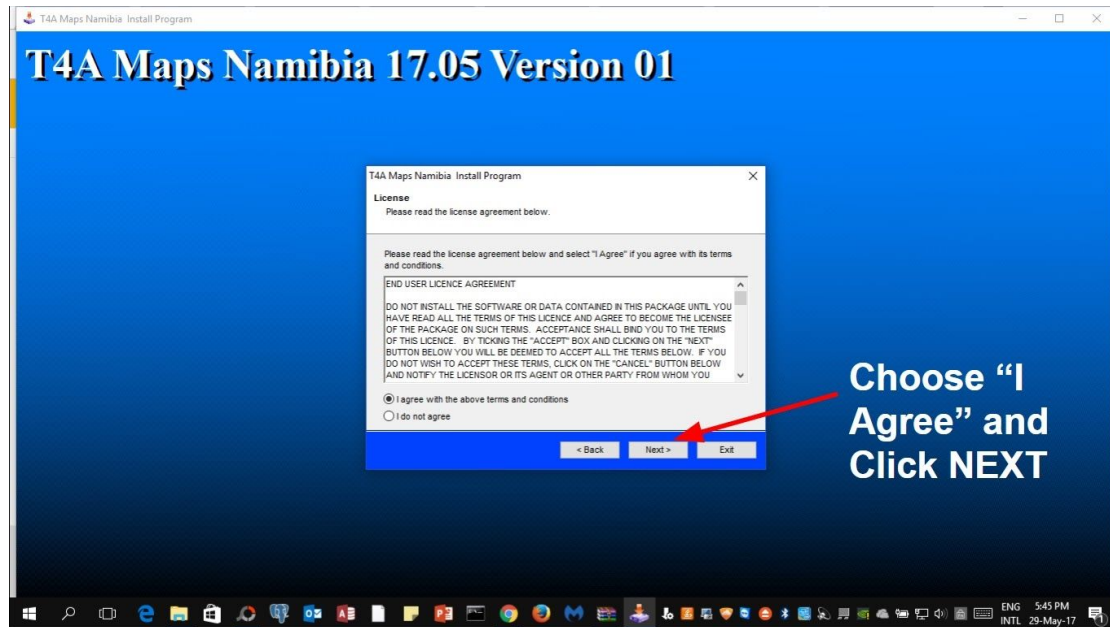 T4A Maps Namibia Install Program
T4A Maps Namibia 17.05 Version 01
T4A Maps Namibia Install Program
License
Please read the license agreement below.
Please read the license agreement below and select "I Agree" if you agree with its terms
and conditions.
END USER LICENCE AGREEMENT
DO NOT INSTALL THE SOFTWARE OR DATA CONTAINED IN THIS PACKAGE UNTIL YOU
HAVE READ ALL THE TERMS OF THIS LICENCE AND AGREE TO BECOME THE LICENSEE
OF THE PACKAGE ON SUCH TERMS. ACCEPTANCE SHALL BIND YOU TO THE TERMS
OF THIS LICENCE. BY TICKING THE "ACCEPT" BOX AND CLICKING ON THE "NEXT"
BUTTON BELOW YOU WILL BE DEEMED TO ACCEPT ALL THE TERMS BELOW. IF YOU
DO NOT WISH TO ACCEPT THESE TERMS, CLICK ON THE "CANCEL" BUTTON BELOW
AND NOTIFY THE LICENSOR OR ITS AGENT OR OTHER PARTY FROM WHOM YOU
I agree with the above terms and conditions
I do not agree
< Back
Next >
Exit
Choose “I
Agree” and
Click NEXT
ENG
INTL
5:45 PM
29-May-17